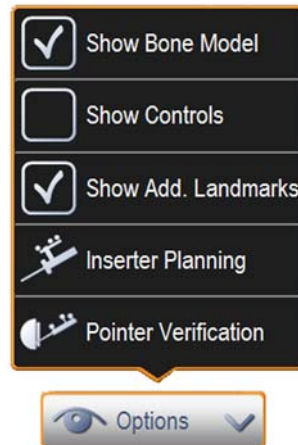 Show Bone Model
Show Controls
Show Add. Landmarks
Inserter Planning
Pointer Verification
Options